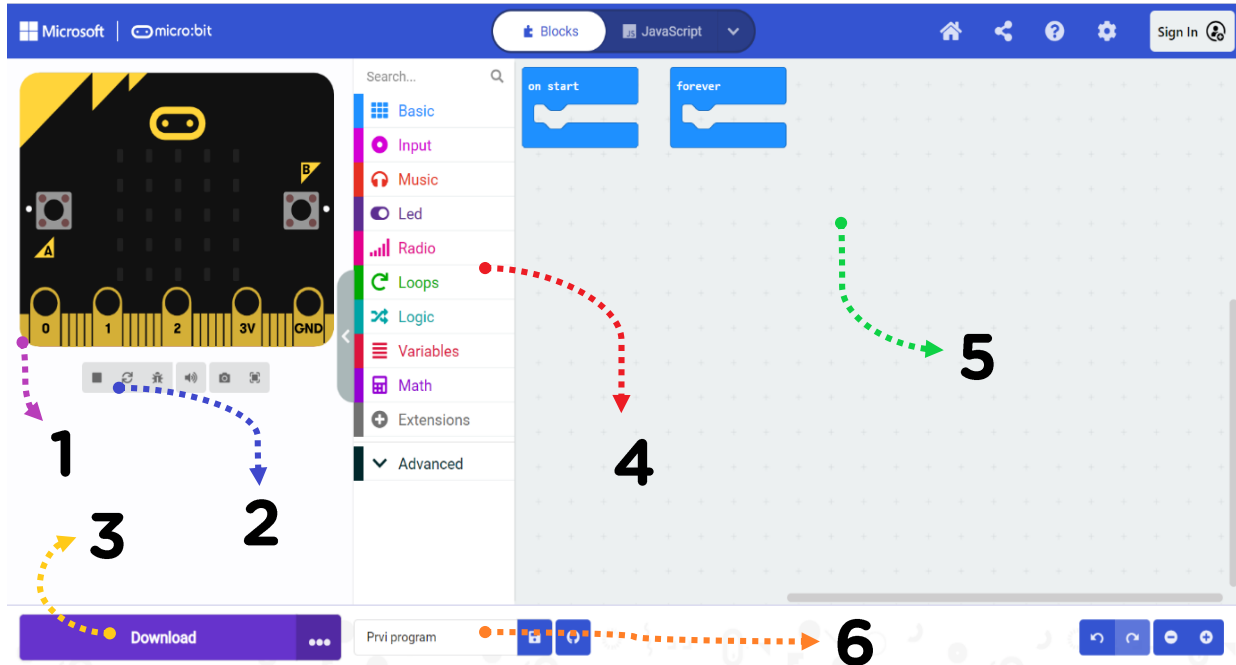 Microsoft micro:bit Blocks JS JavaScript Sign In
Search...
on start
forever
Basic
Input
Music
Led
Radio
Loops
Logic
Variables
Math
Extensions
Advanced
B
A
0 1 2 3V GND
1
2
3
4
5
Download
Prvi program
6